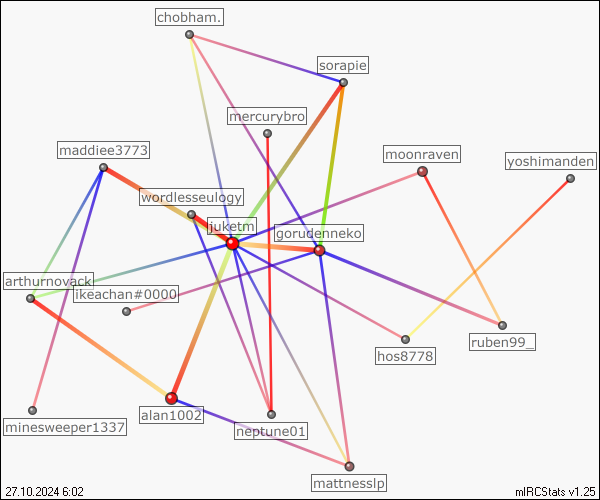 chobham.
sorapie
mercurybro
maddiee3773
moonraven
yoshimanden
wordlesseulogy
juketm
gorudenneko
arthurnovack
ikeachan#0000
ruben99_
hos8778
alan1002
minesweeper1337
neptune01
mattnesslp
27.10.2024 6:02
mIRCStats v1.25